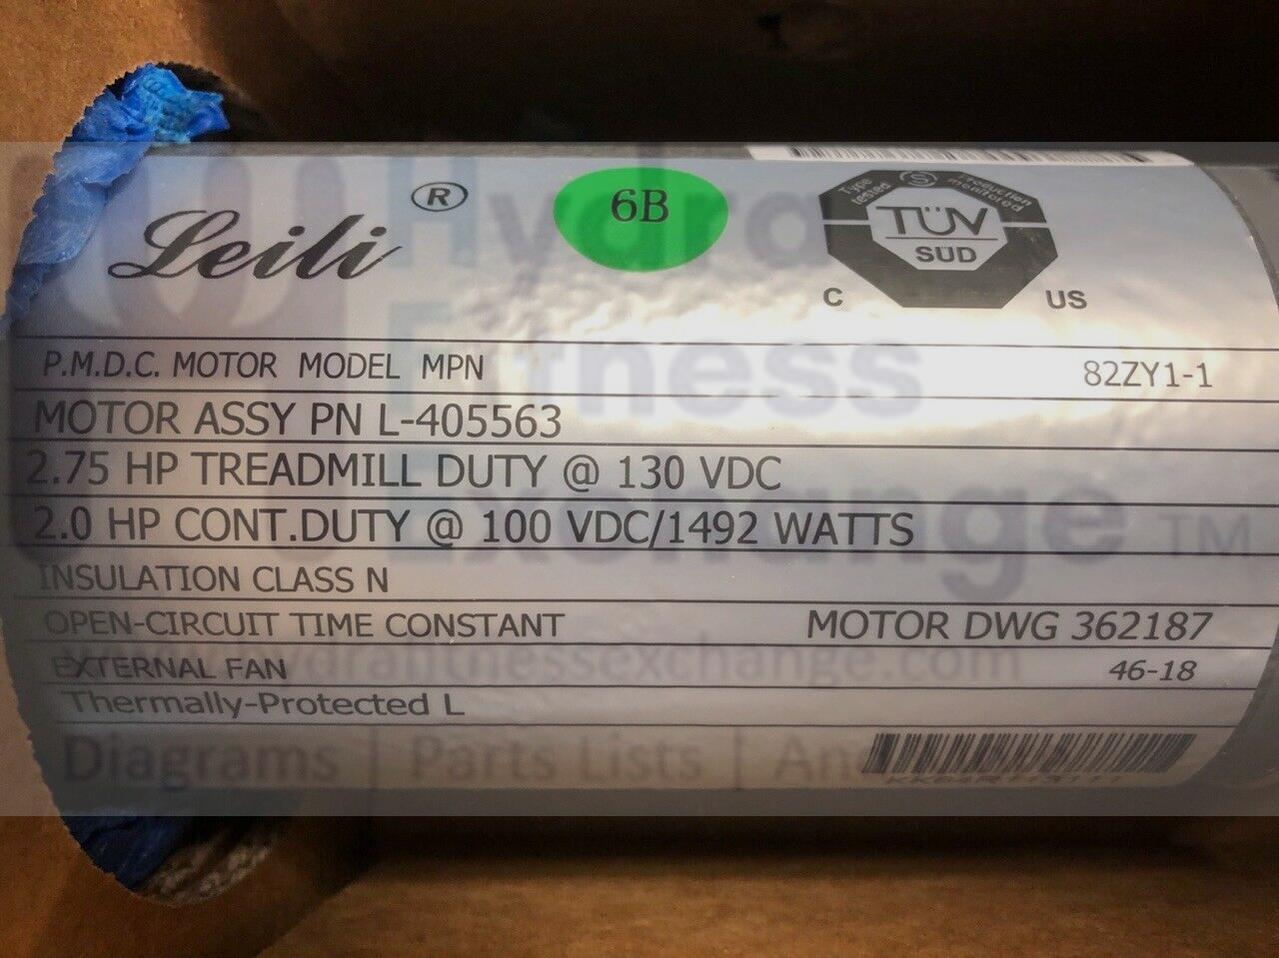 Leili ®
6B
Type tested
Production monitored
TÜV
SÜD
C US
P.M.D.C. MOTOR MODEL MPN 82ZY1-1
MOTOR ASSY PN L-405563
2.75 HP TREADMILL DUTY @ 130 VDC
2.0 HP CONT.DUTY @ 100 VDC/1492 WATTS
INSULATION CLASS N
OPEN-CIRCUIT TIME CONSTANT MOTOR DWG 362187
EXTERNAL FAN 46-18
Thermally-Protected L
Hydra
Fitness
Exchange TM
hydrafitnessexchange.com
Diagrams | Parts Lists |